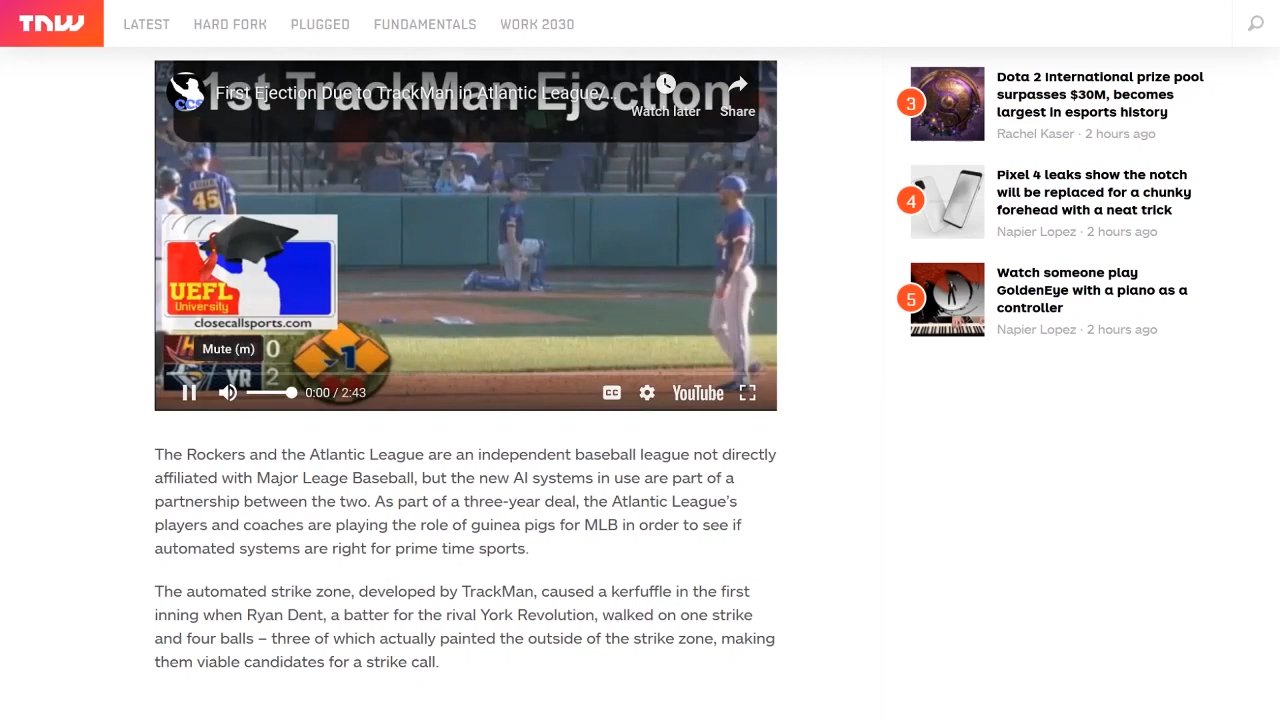 TNW
LATEST
HARD FORK
PLUGGED
FUNDAMENTALS
WORK 2030
1st TrackMan Ejection
CCS
First Ejection Due to TrackMan in Atlantic League/...
Watch later
Share
45
UEFL
University
closecallsports.com
Mute (m)
0
1
YR 2
0:00 / 2:43
CC
YouTube
The Rockers and the Atlantic League are an independent baseball league not directly
affiliated with Major Leage Baseball, but the new AI systems in use are part of a
partnership between the two. As part of a three-year deal, the Atlantic League’s
players and coaches are playing the role of guinea pigs for MLB in order to see if
automated systems are right for prime time sports.
The automated strike zone, developed by TrackMan, caused a kerfuffle in the first
inning when Ryan Dent, a batter for the rival York Revolution, walked on one strike
and four balls – three of which actually painted the outside of the strike zone, making
them viable candidates for a strike call.
3
Dota 2 International prize pool
surpasses $30M, becomes
largest in esports history
Rachel Kaser · 2 hours ago
4
Pixel 4 leaks show the notch
will be replaced for a chunky
forehead with a neat trick
Napier Lopez · 2 hours ago
5
Watch someone play
GoldenEye with a piano as a
controller
Napier Lopez · 2 hours ago